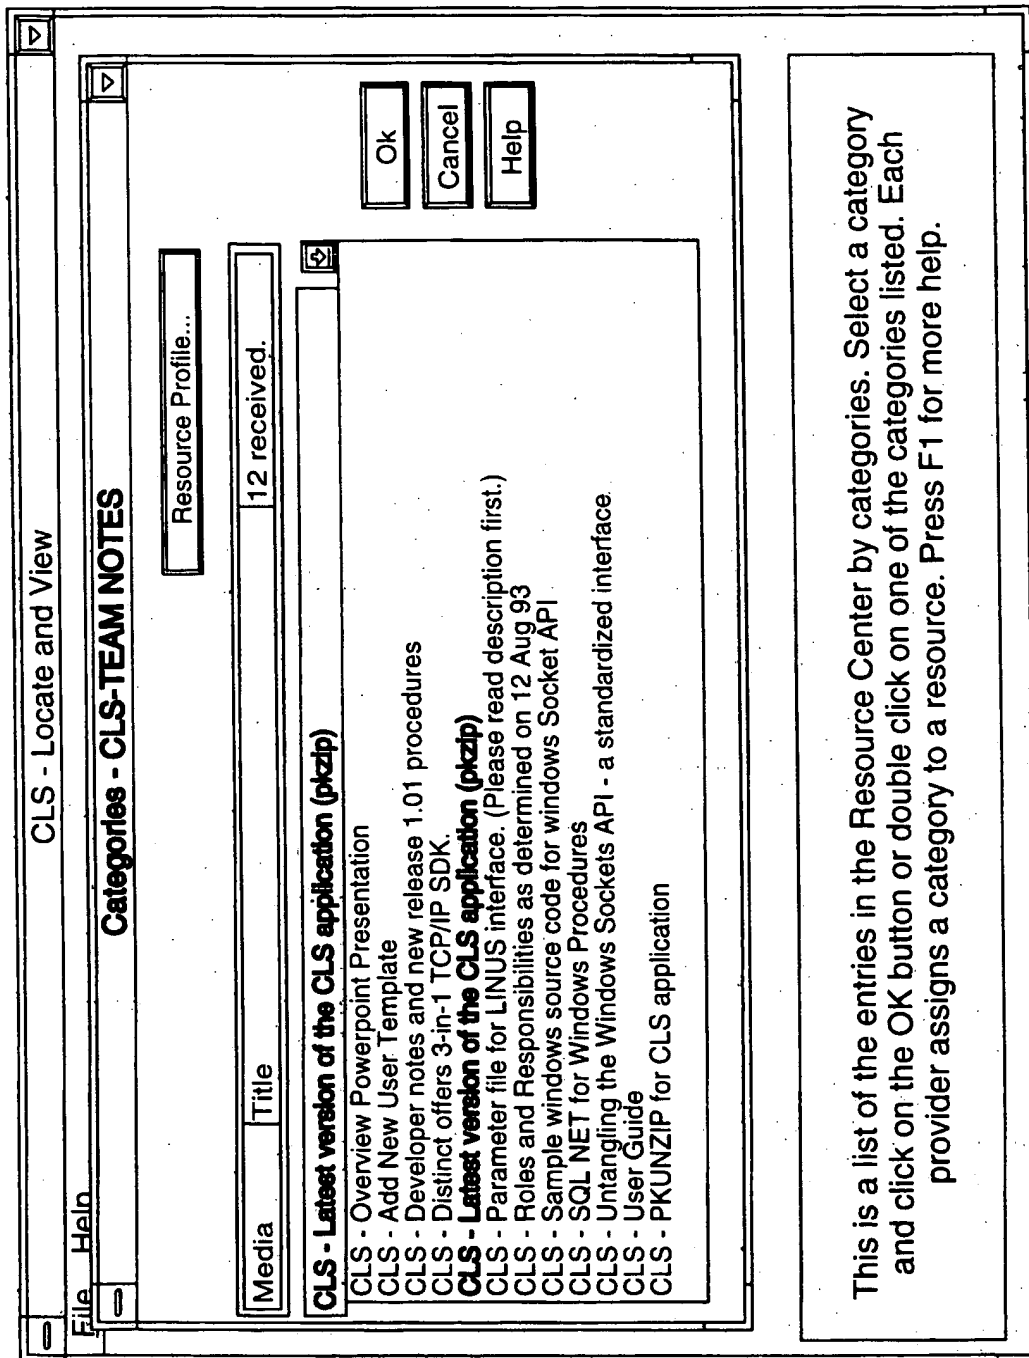 CLS - Locate and View
File Help
Categories - CLS-TEAM NOTES
Resource Profile...
Media Title 12 received.
CLS - Latest version of the CLS application (pkzip)
CLS - Overview Powerpoint Presentation
CLS - Add New User Template
CLS - Developer notes and new release 1.01 procedures
CLS - Distinct offers 3-in-1 TCP/IP SDK.
CLS - Latest version of the CLS application (pkzip)
CLS - Parameter file for LINUS interface. (Please read description first.)
CLS - Roles and Responsibilities as determined on 12 Aug 93
CLS - Sample windows source code for windows Socket API
CLS - SQL NET for Windows Procedures
CLS - Untangling the Windows Sockets API - a standardized interface.
CLS - User Guide
CLS - PKUNZIP for CLS application
Ok
Cancel
Help
This is a list of the entries in the Resource Center by categories. Select a category
and click on the OK button or double click on one of the categories listed. Each
provider assigns a category to a resource. Press F1 for more help.